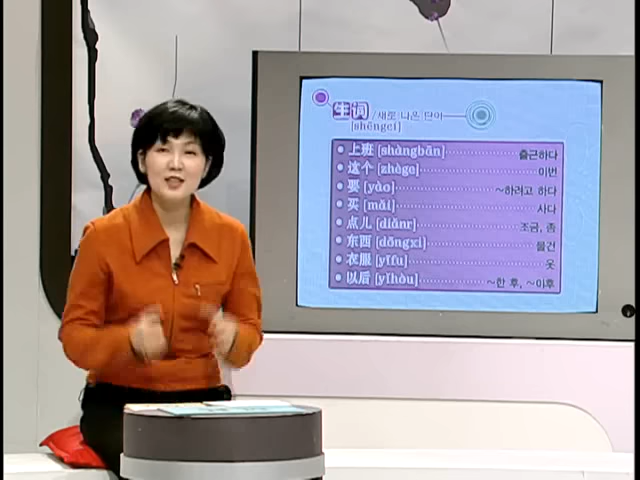 生词 / 새로 나온 단어
[shēngcí]
上班 [shàngbān] 출근하다
这个 [zhège] 이번
要 [yào] ~하려고 하다
买 [mǎi] 사다
点儿 [diǎnr] 조금, 좀
东西 [dōngxi] 물건
衣服 [yīfu] 옷
以后 [yǐhòu] ~한 후, ~이후